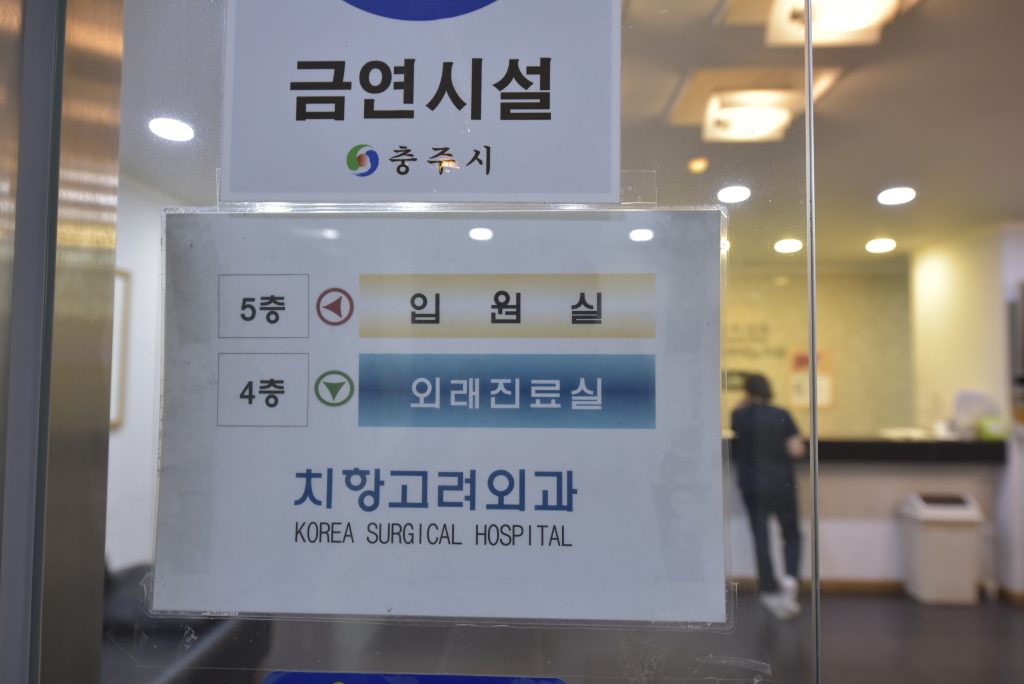 금연시설
충주시
5층 입 원 실
4층 외래진료실
치항고려외과
KOREA SURGICAL HOSPITAL